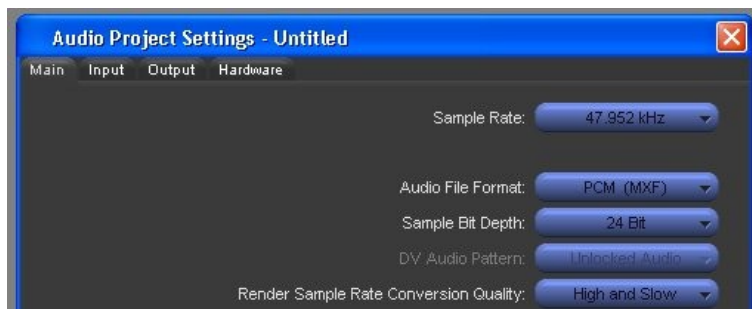 Audio Project Settings - Untitled
Main Input Output Hardware
Sample Rate: 47.952 kHz
Audio File Format: PCM (MXF)
Sample Bit Depth: 24 Bit
DV Audio Pattern: Unlocked Audio
Render Sample Rate Conversion Quality: High and Slow